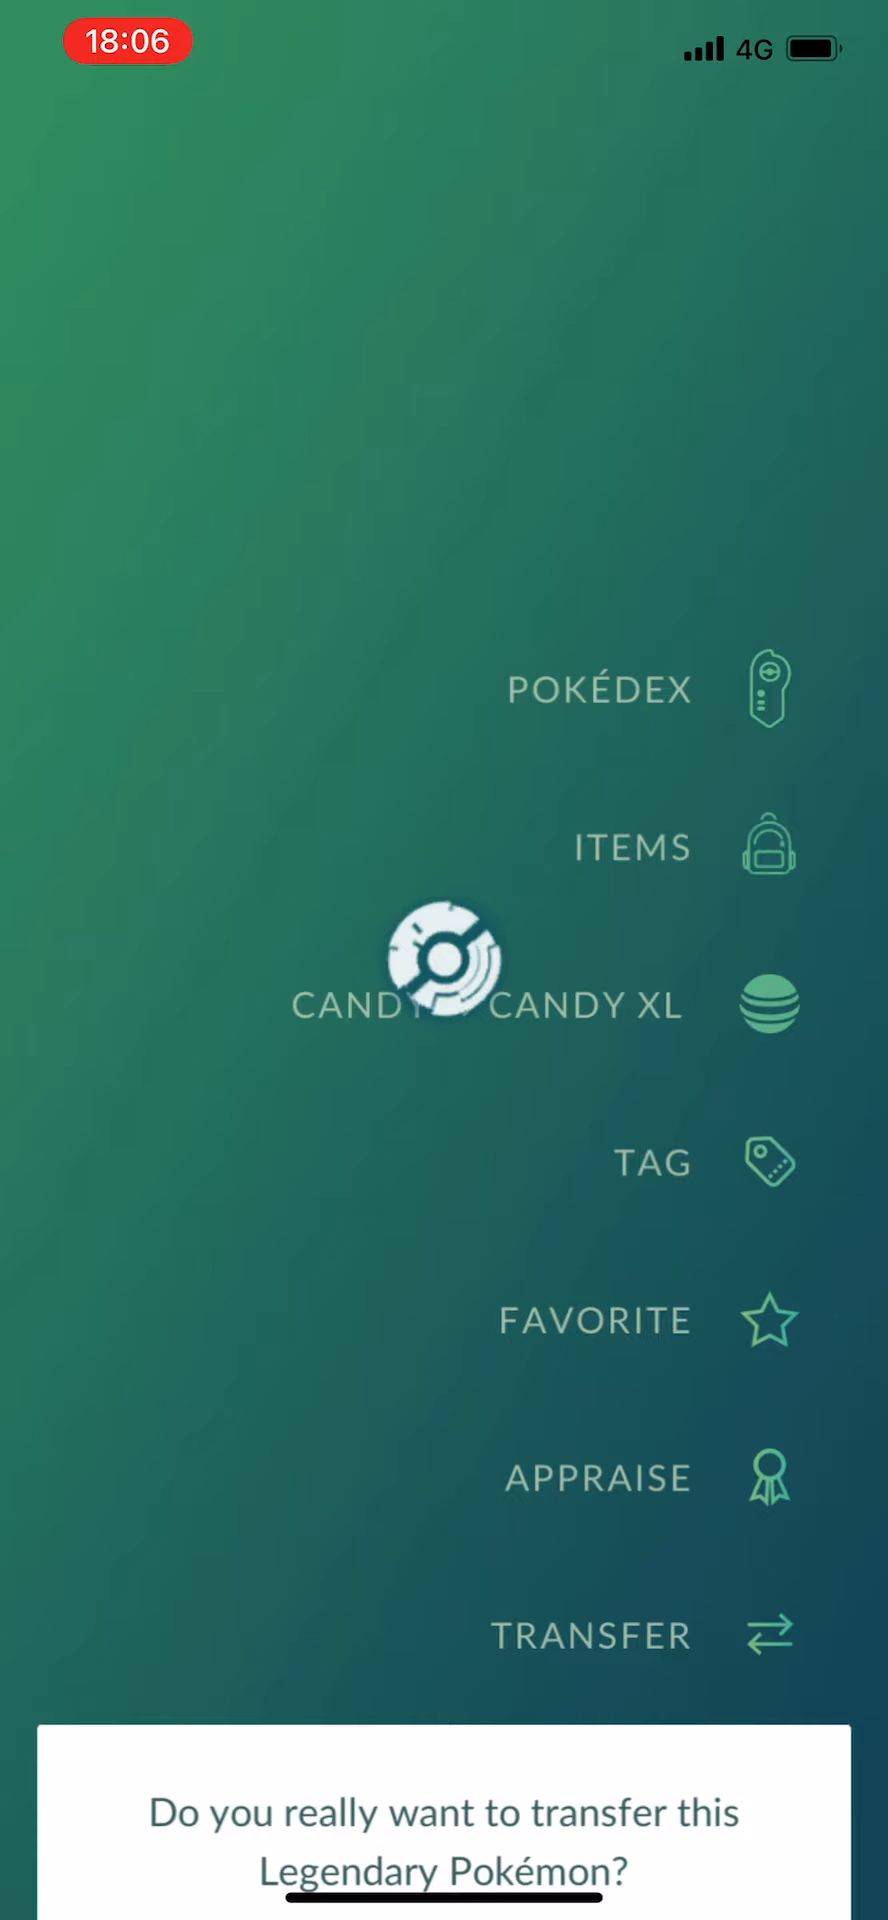 18:06
4G
POKÉDEX
ITEMS
CANDY CANDY XL
TAG
FAVORITE
APPRAISE
TRANSFER
Do you really want to transfer this
Legendary Pokémon?